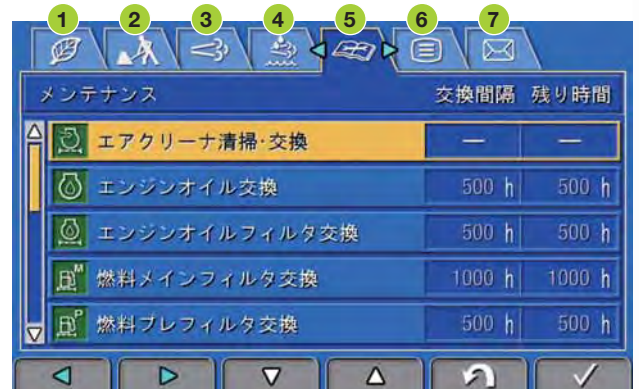 1 2 3 4 5 6 7
メンテナンス 交換間隔 残り時間
エアクリーナ清掃・交換 — —
エンジンオイル交換 500 h 500 h
エンジンオイルフィルタ交換 500 h 500 h
M 燃料メインフィルタ交換 1000 h 1000 h
P 燃料プレフィルタ交換 500 h 500 h